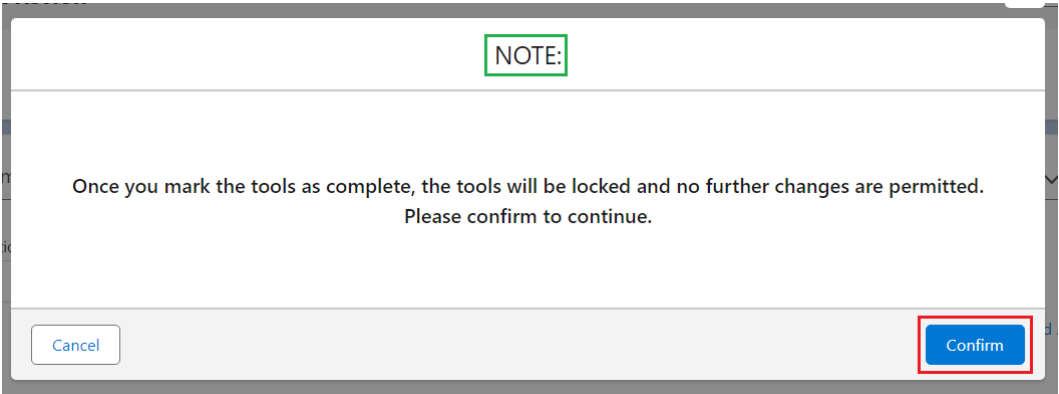 NOTE:
Once you mark the tools as complete, the tools will be locked and no further changes are permitted.
Please confirm to continue.
Cancel
Confirm